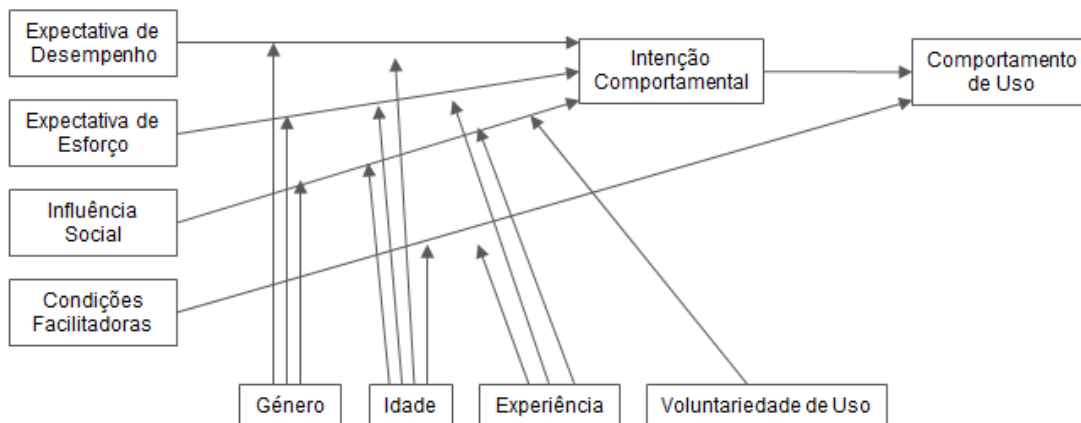 Expectativa de
Desempenho
Intenção
Comportamental
Comportamento
de Uso
Expectativa de
Esforço
Influência
Social
Condições
Facilitadoras
Género
Idade
Experiência
Voluntariedade de Uso